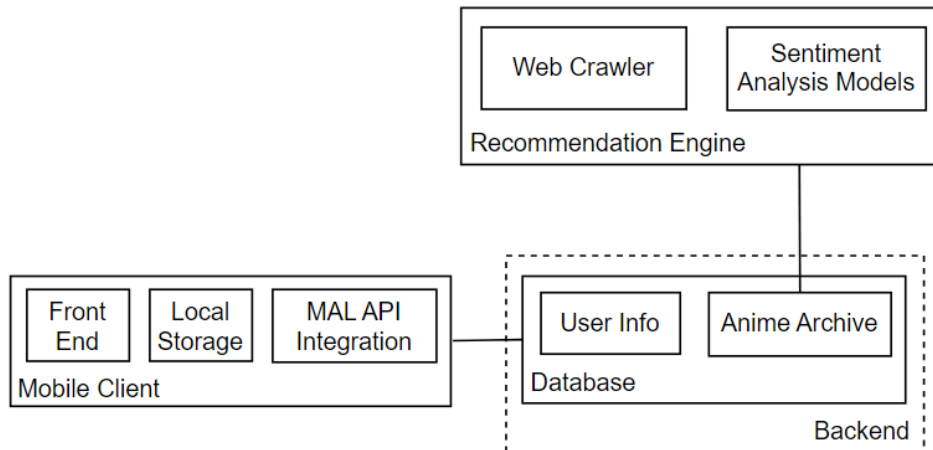 Web Crawler
Sentiment
Analysis Models
Recommendation Engine
Front
End
Local
Storage
MAL API
Integration
Mobile Client
User Info
Anime Archive
Database
Backend